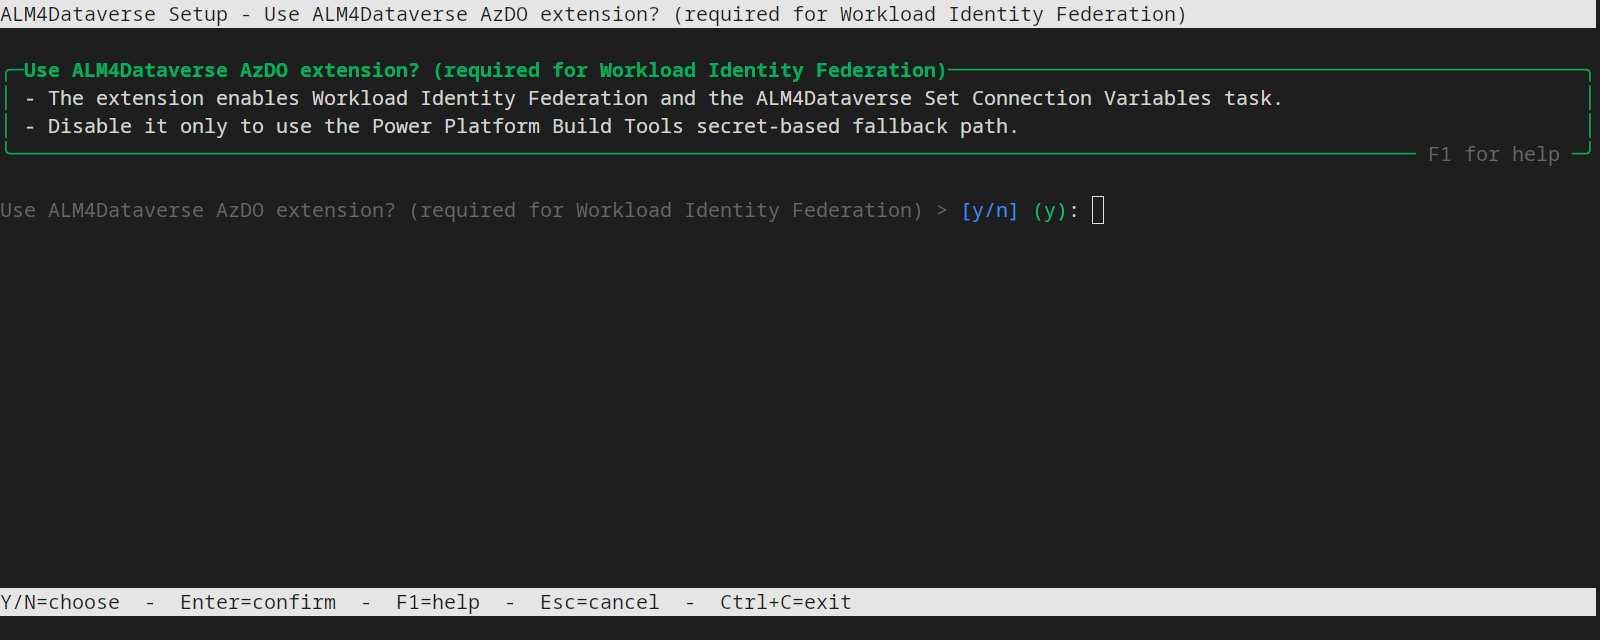 ALM4Dataverse Setup - Use ALM4Dataverse AzDO extension? (required for Workload Identity Federation)
Use ALM4Dataverse AzDO extension? (required for Workload Identity Federation)
- The extension enables Workload Identity Federation and the ALM4Dataverse Set Connection Variables task.
- Disable it only to use the Power Platform Build Tools secret-based fallback path.
F1 for help
Use ALM4Dataverse AzDO extension? (required for Workload Identity Federation) > [y/n] (y):
Y/N=choose  -  Enter=confirm  -  F1=help  -  Esc=cancel  -  Ctrl+C=exit